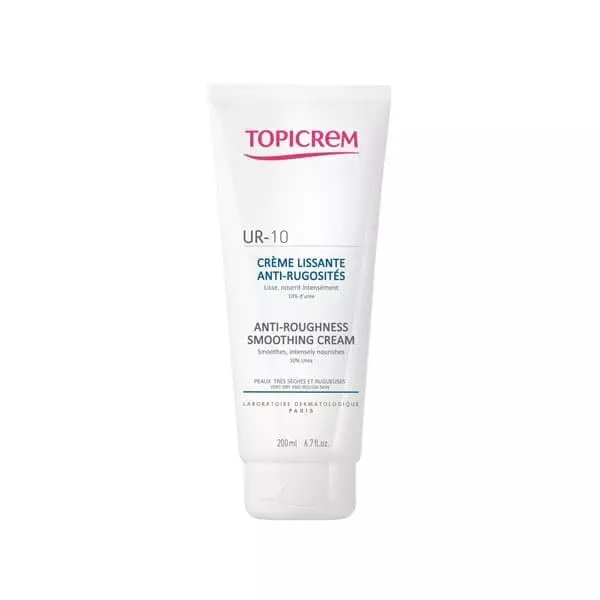 TOPICREM
UR-10
CRÈME LISSANTE
ANTI-RUGOSITÉS
Lisse, nourrit intensément
10% d'urée
ANTI-ROUGHNESS
SMOOTHING CREAM
Smoothes, intensely nourishes
10% Urea
PEAUX TRÈS SÈCHES ET RUGUEUSES
VERY DRY AND ROUGH SKIN
LABORATOIRE DERMATOLOGIQUE
PARIS
200 ml 6.7 fl.oz.